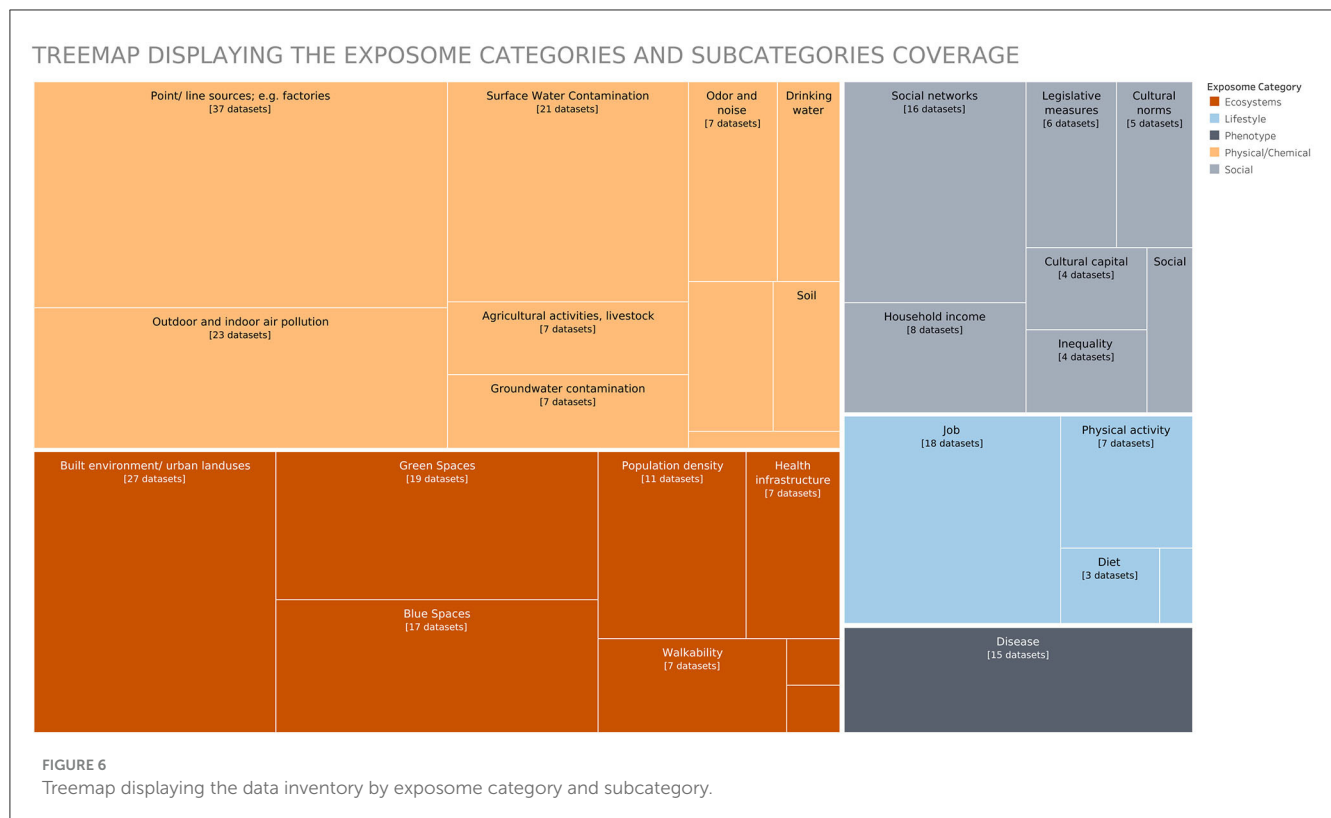 TREEMAP DISPLAYING THE EXPOSOME CATEGORIES AND SUBCATEGORIES COVERAGE
Point/ line sources; e.g. factories
[37 datasets]
Surface Water Contamination
[21 datasets]
Odor and
noise
[7 datasets]
Drinking
water
Outdoor and indoor air pollution
[23 datasets]
Agricultural activities, livestock
[7 datasets]
Groundwater contamination
[7 datasets]
Soil
Social networks
[16 datasets]
Legislative
measures
[6 datasets]
Cultural
norms
[5 datasets]
Household income
[8 datasets]
Cultural capital
[4 datasets]
Social
Inequality
[4 datasets]
Exposome Category
Ecosystems
Lifestyle
Phenotype
Physical/Chemical
Social
Built environment/ urban landuses
[27 datasets]
Green Spaces
[19 datasets]
Blue Spaces
[17 datasets]
Population density
[11 datasets]
Health
infrastructure
[7 datasets]
Walkability
[7 datasets]
Job
[18 datasets]
Physical activity
[7 datasets]
Diet
[3 datasets]
Disease
[15 datasets]
FIGURE 6
Treemap displaying the data inventory by exposome category and subcategory.